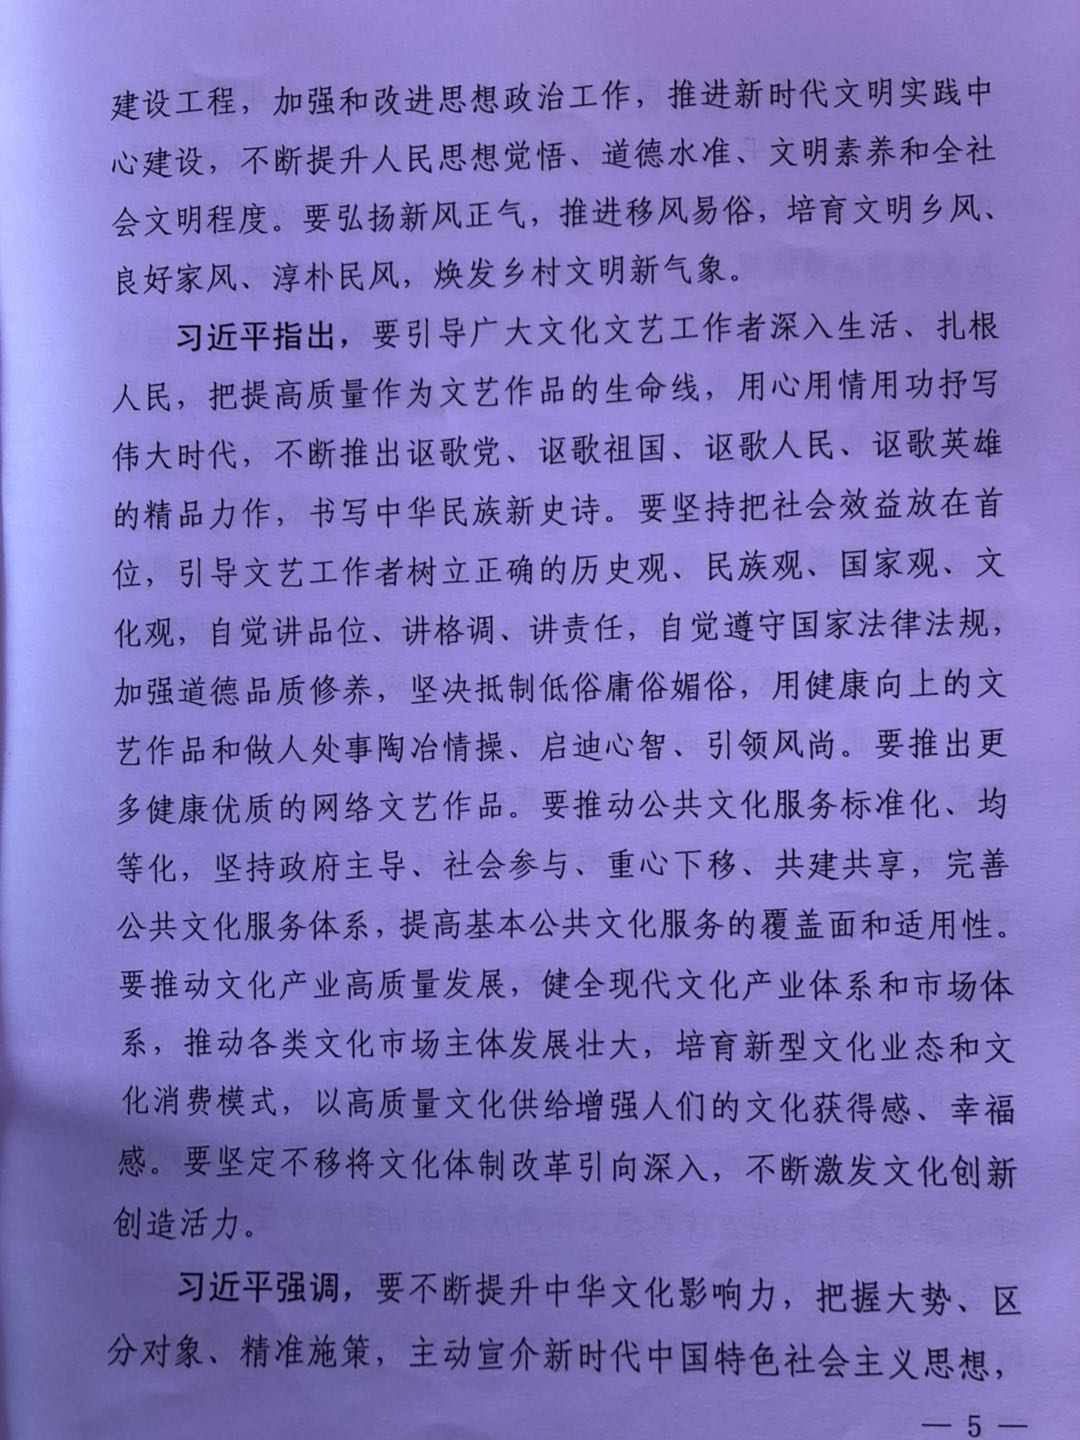 建设工程，加强和改进思想政治工作，推进新时代文明实践中
心建设，不断提升人民思想觉悟、道德水准、文明素养和全社
会文明程度。要弘扬新风正气，推进移风易俗，培育文明乡风、
良好家风、淳朴民风，焕发乡村文明新气象。
习近平指出，要引导广大文化文艺工作者深入生活、扎根
人民，把提高质量作为文艺作品的生命线，用心用情用功抒写
伟大时代，不断推出讴歌党、讴歌祖国、讴歌人民、讴歌英雄
的精品力作，书写中华民族新史诗。要坚持把社会效益放在首
位，引导文艺工作者树立正确的历史观、民族观、国家观、文
化观，自觉讲品位、讲格调、讲责任，自觉遵守国家法律法规，
加强道德品质修养，坚决抵制低俗庸俗媚俗，用健康向上的文
艺作品和做人处事陶冶情操、启迪心智、引领风尚。要推出更
多健康优质的网络文艺作品。要推动公共文化服务标准化、均
等化，坚持政府主导、社会参与、重心下移、共建共享，完善
公共文化服务体系，提高基本公共文化服务的覆盖面和适用性。
要推动文化产业高质量发展，健全现代文化产业体系和市场体
系，推动各类文化市场主体发展壮大，培育新型文化业态和文
化消费模式，以高质量文化供给增强人们的文化获得感、幸福
感。要坚定不移将文化体制改革引向深入，不断激发文化创新
创造活力。
习近平强调，要不断提升中华文化影响力，把握大势、区
分对象、精准施策，主动宣介新时代中国特色社会主义思想，
— 5 —